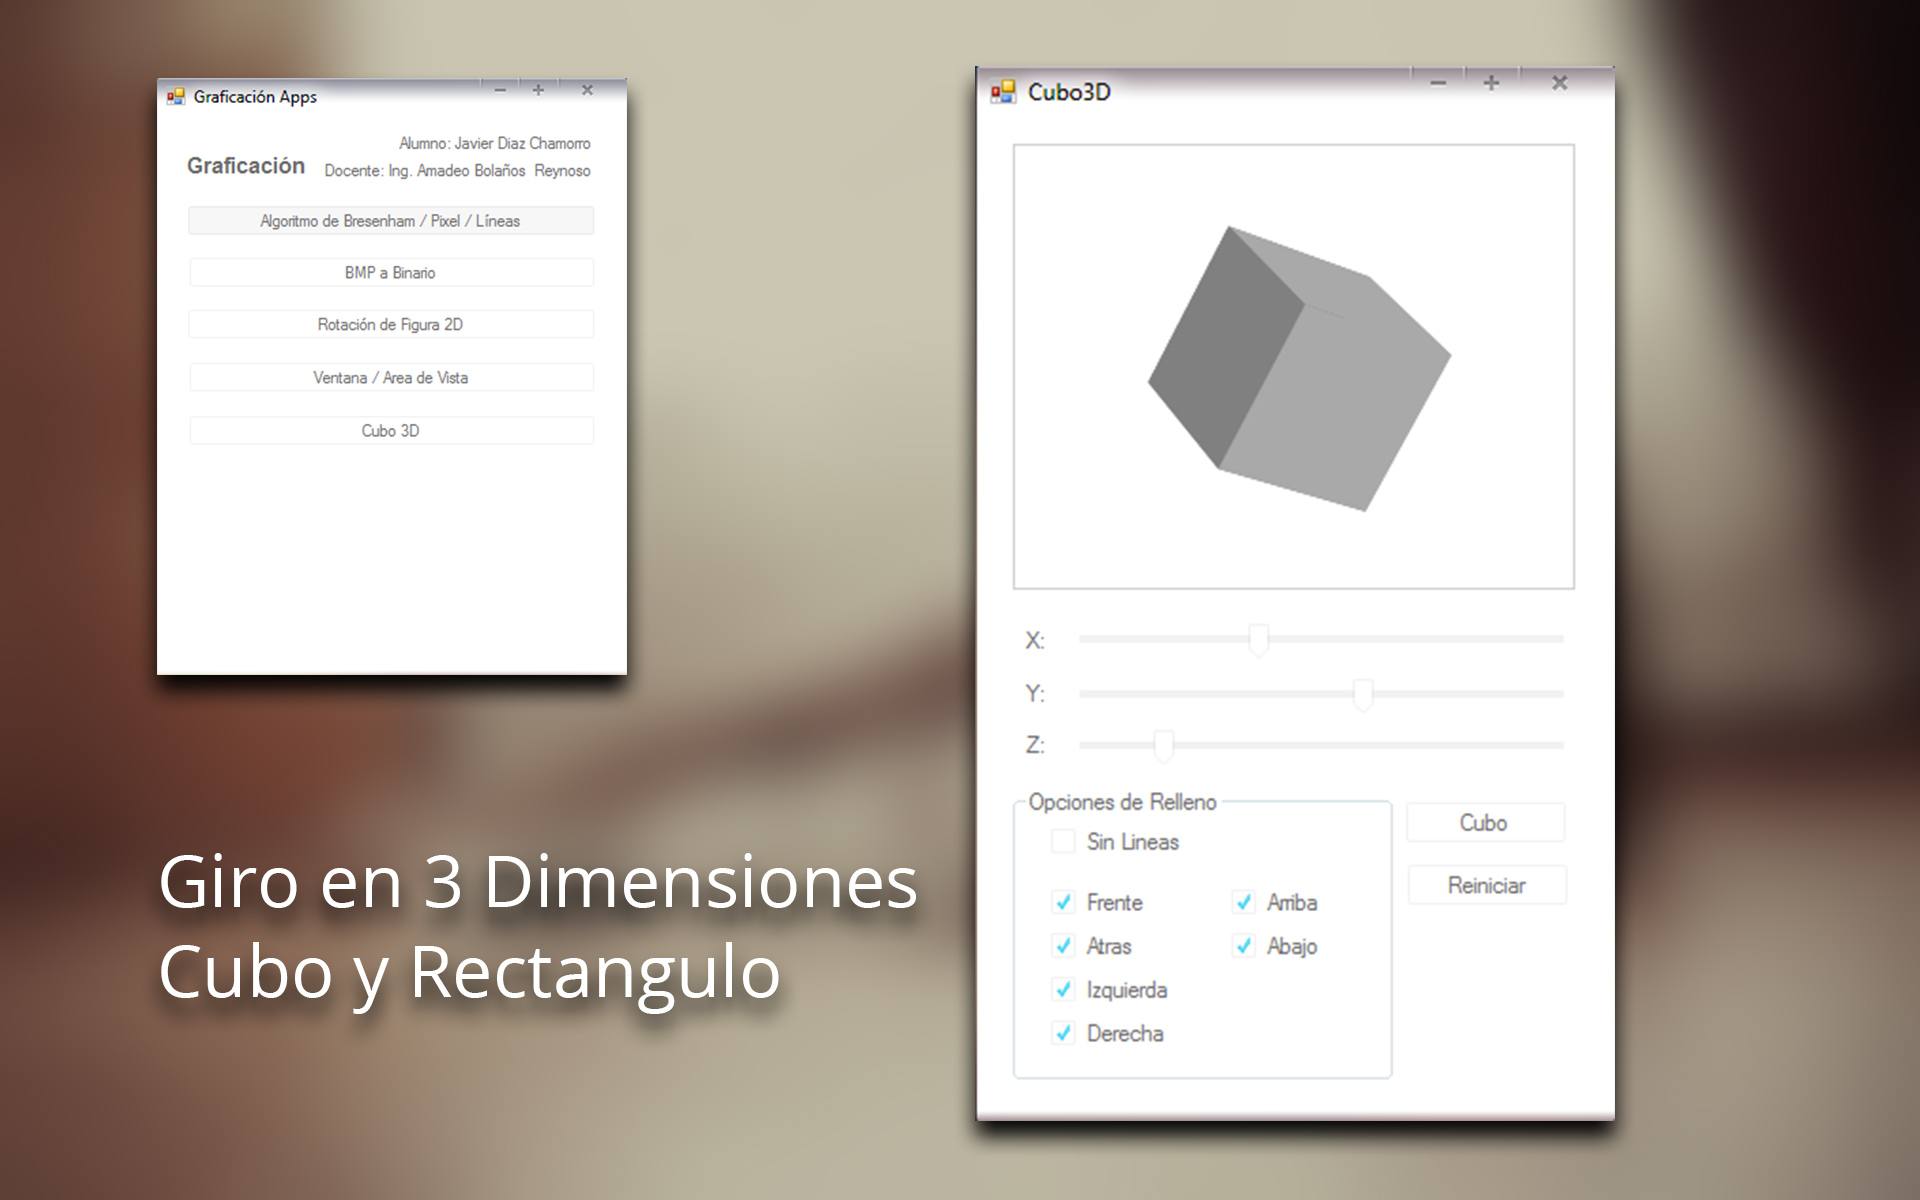 Graficación Apps
Alumno: Javier Diaz Chamorro
Graficación
Docente: Ing. Amadeo Bolaños Reynoso
Algoritmo de Bresenham / Pixel / Líneas
BMP a Binario
Rotación de Figura 2D
Ventana / Area de Vista
Cubo 3D
Cubo3D
X:
Y:
Z:
Opciones de Relleno
Sin Lineas
Frente
Arriba
Atras
Abajo
Izquierda
Derecha
Cubo
Reiniciar
Giro en 3 Dimensiones
Cubo y Rectangulo